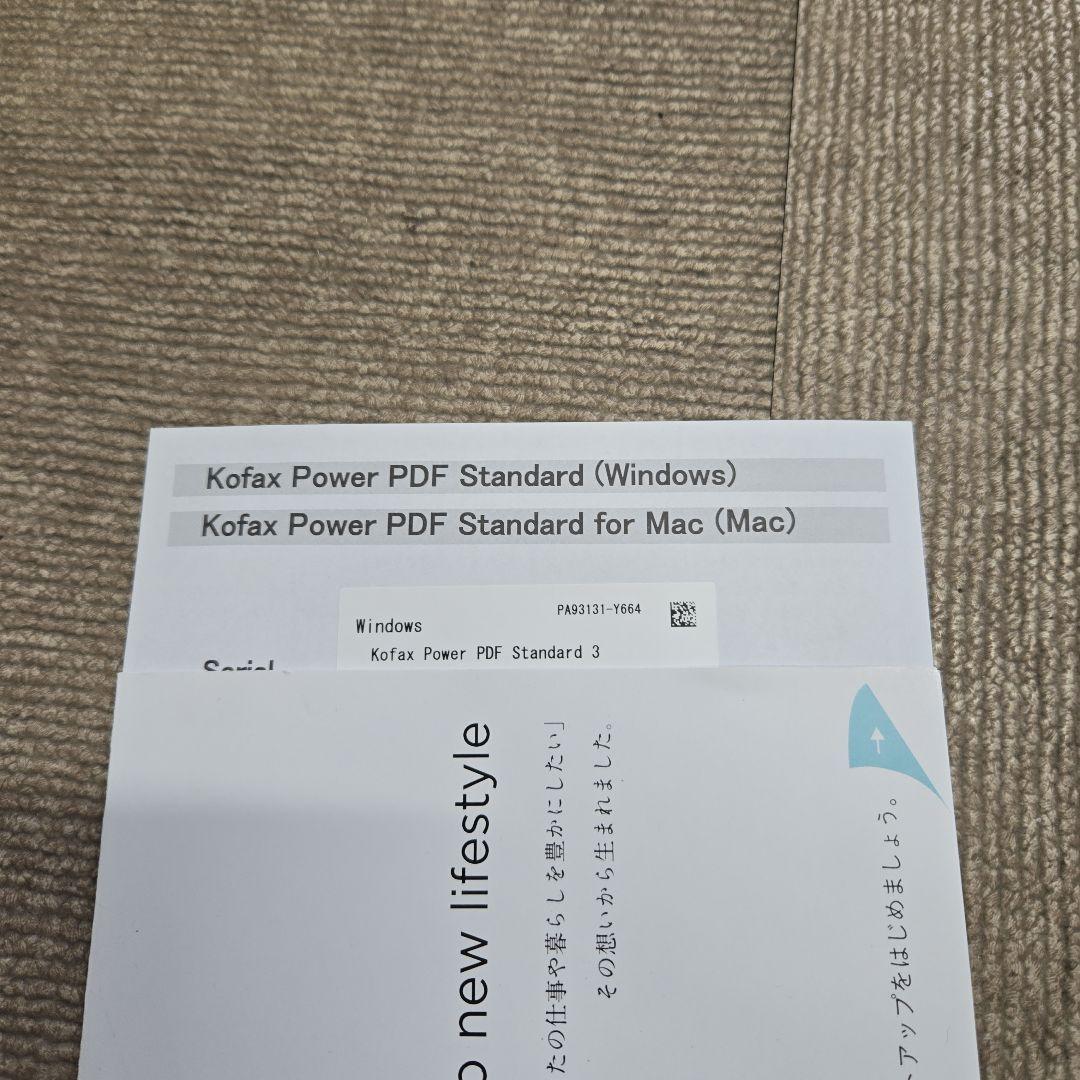 Kofax Power PDF Standard (Windows)
Kofax Power PDF Standard for Mac (Mac)
PA93131-Y664
Windows
Kofax Power PDF Standard 3
Serial
o new lifestyle
たの仕事や暮らしを豊かにしたい」
その想いから生まれました。
トアップをはじめましょう。